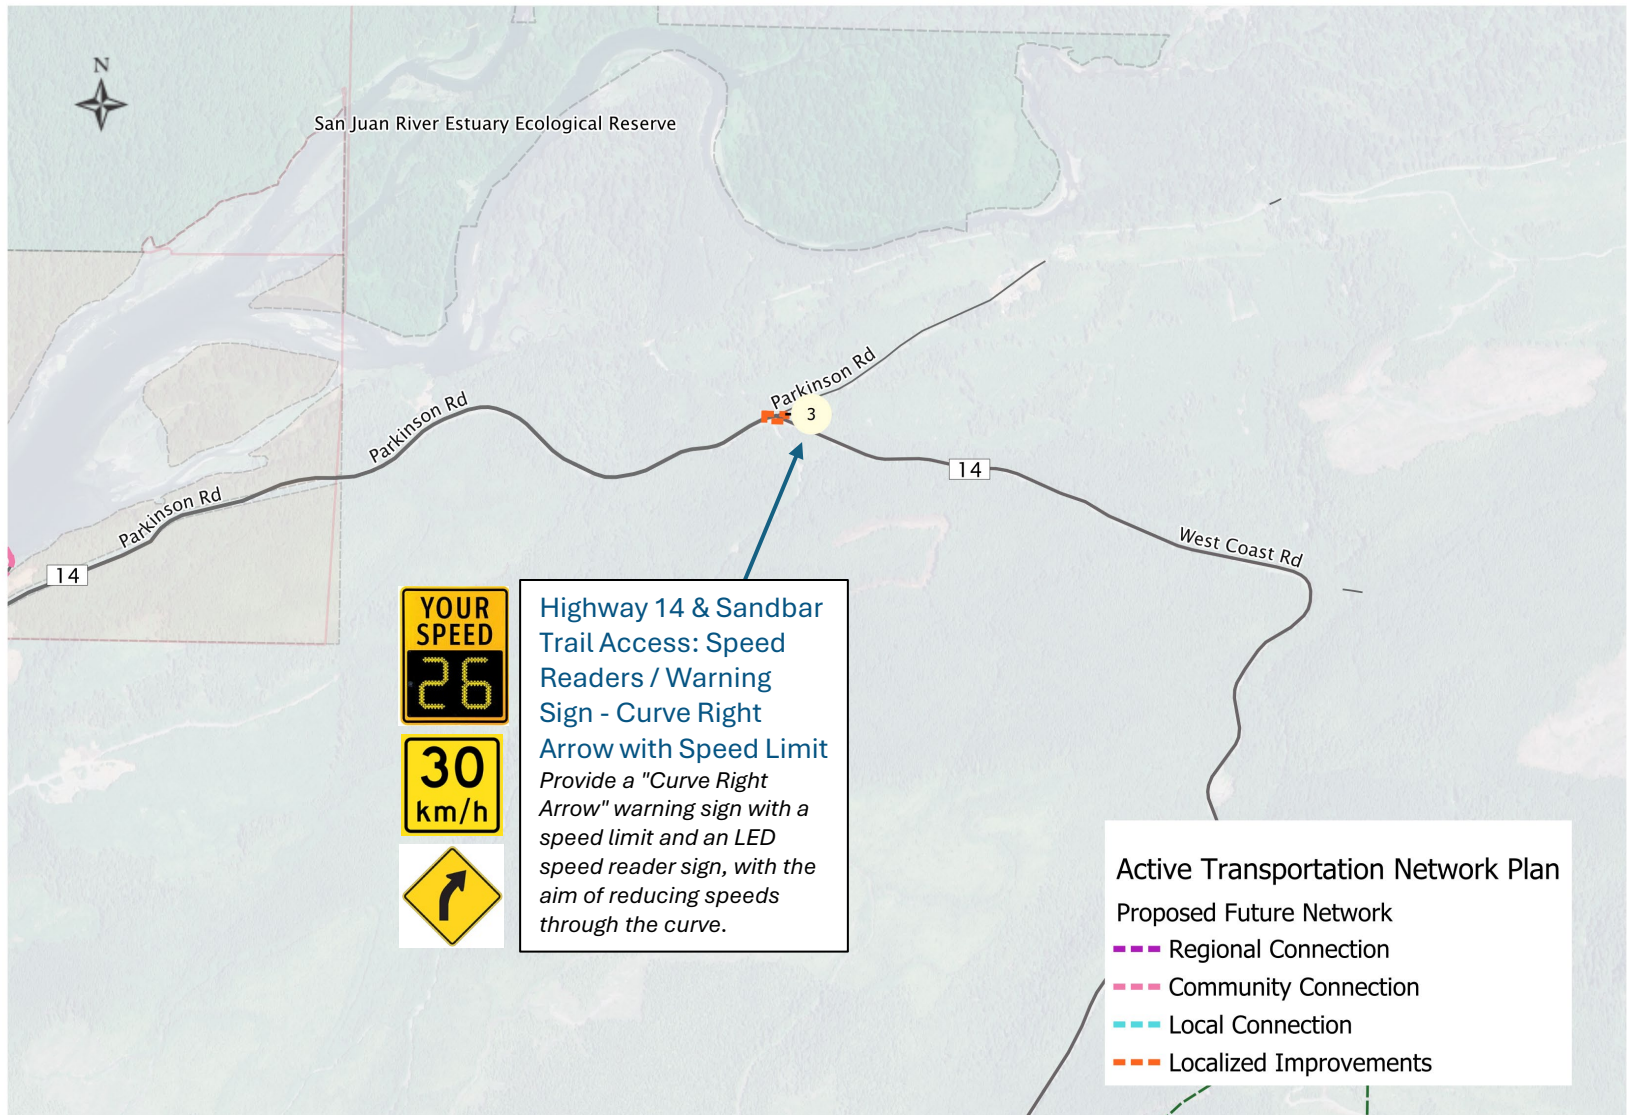 N
San Juan River Estuary Ecological Reserve
Parkinson Rd
3
Parkinson Rd
14
Parkinson Rd
West Coast Rd
14
YOUR
SPEED
26
30
km/h
Highway 14 & Sandbar
Trail Access: Speed
Readers / Warning
Sign - Curve Right
Arrow with Speed Limit
Provide a "Curve Right
Arrow" warning sign with a
speed limit and an LED
speed reader sign, with the
aim of reducing speeds
through the curve.
Active Transportation Network Plan
Proposed Future Network
Regional Connection
Community Connection
Local Connection
Localized Improvements